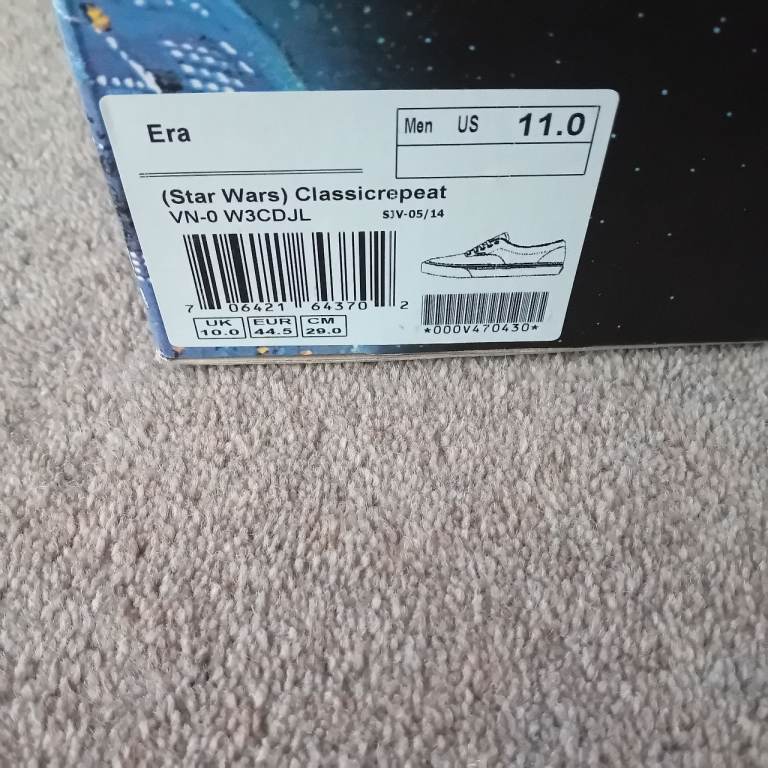 Era
Men US 11.0
(Star Wars) Classicrepeat
VN-0 W3CDJL SJV-05/14
7 06421 64370 2
UK EUR CM
10.0 44.5 29.0
*000V470430*